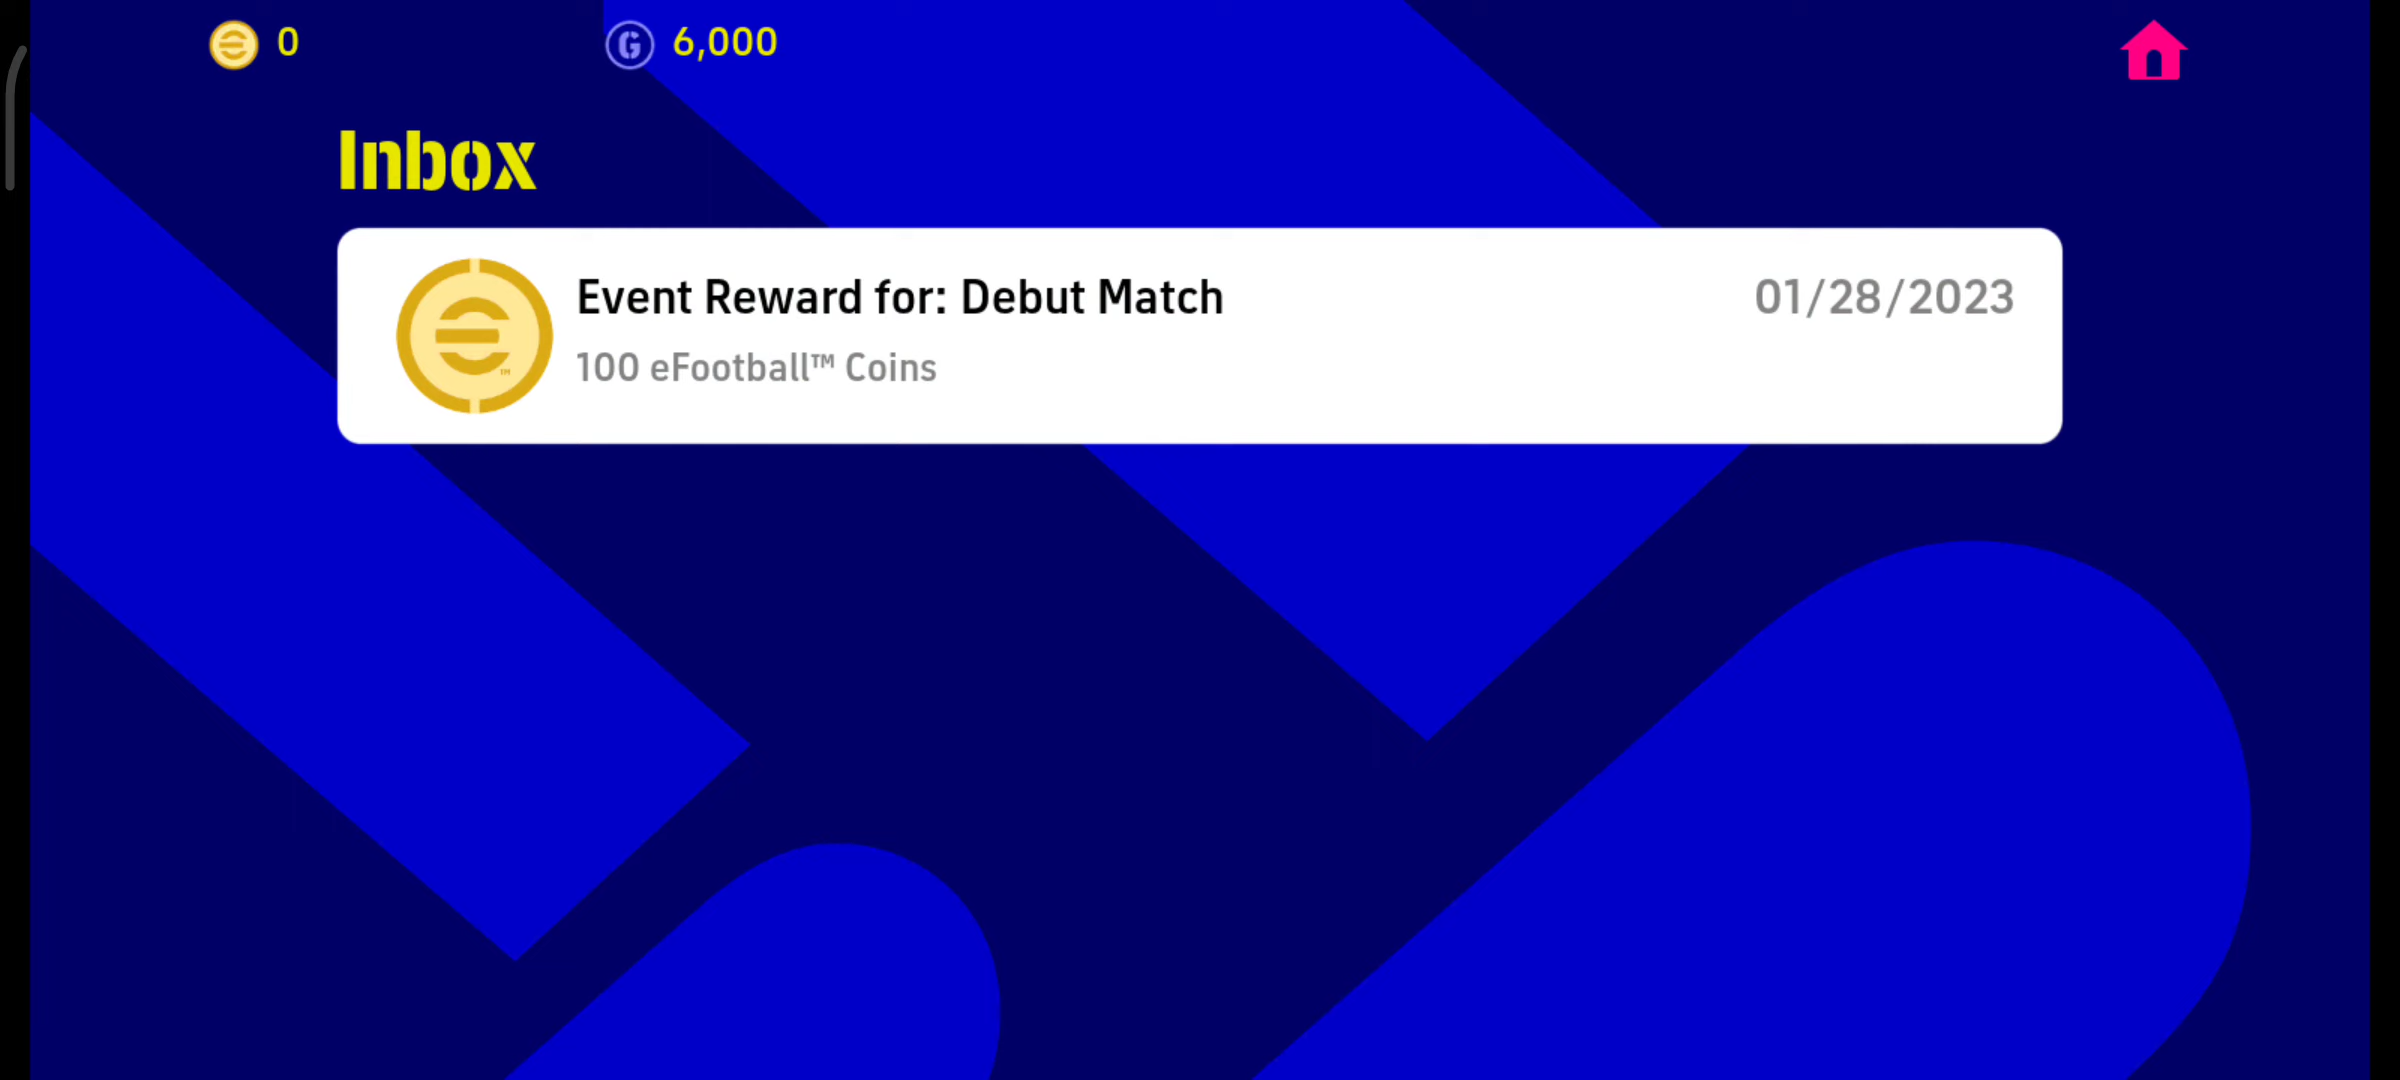 0
6,000
Inbox
Event Reward for: Debut Match
01/28/2023
100 eFootball™ Coins